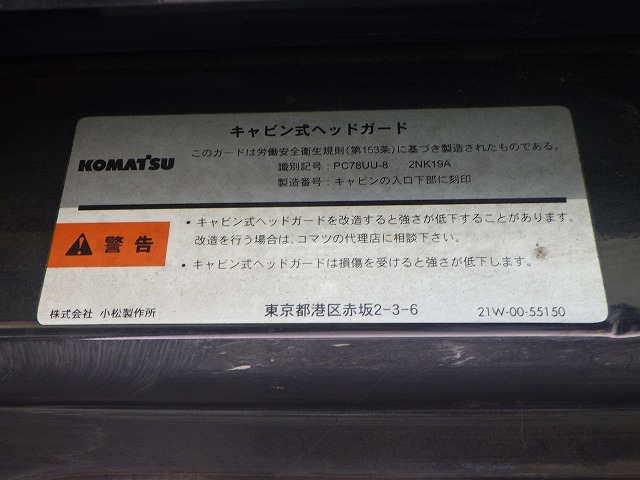 キャビン式ヘッドガード
KOMATSU
このガードは労働安全衛生規則(第153条)に基づき製造されたものである。
識別記号:PC78UU-8 2NK19A
製造番号:キャビンの入口下部に刻印
警告
・キャビン式ヘッドガードを改造すると強さが低下することがあります。
改造を行う場合は、コマツの代理店に相談下さい。
・キャビン式ヘッドガードは損傷を受けると強さが低下します。
株式会社 小松製作所 東京都港区赤坂2-3-6 21W-00-55150